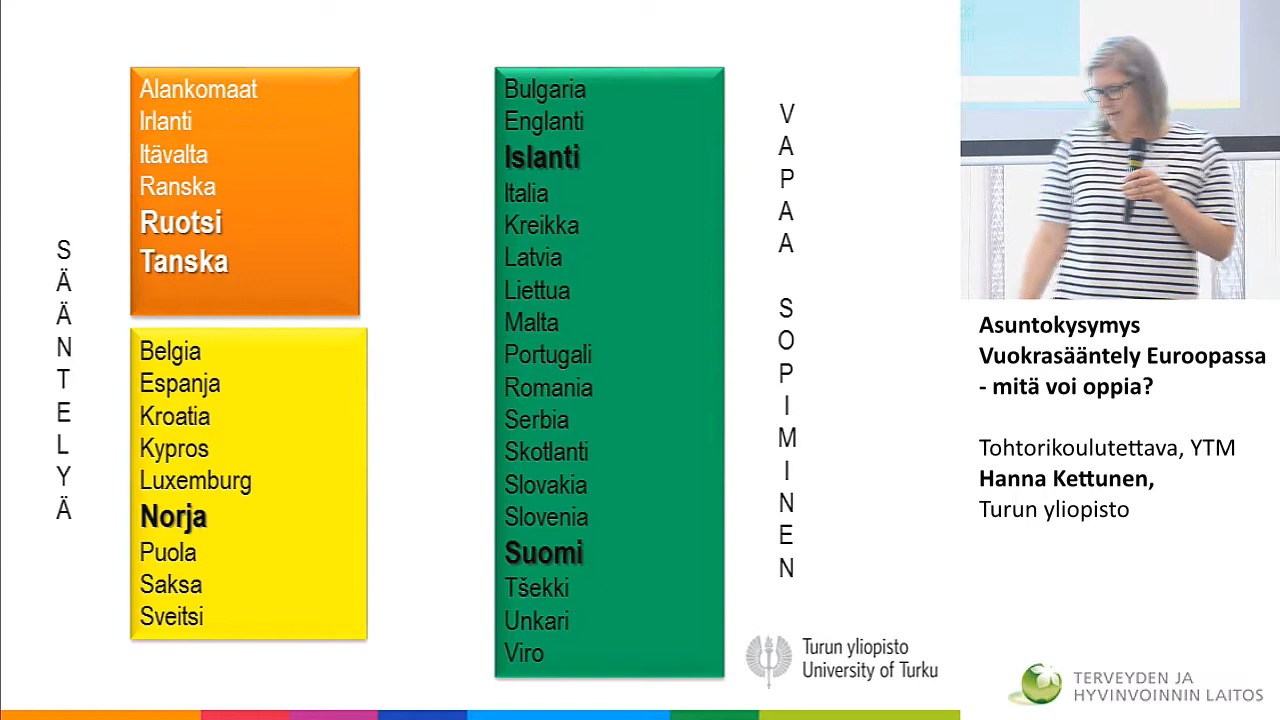 SÄÄNTELYÄ
Alankomaat
Irlanti
Itävalta
Ranska
Ruotsi
Tanska
Belgia
Espanja
Kroatia
Kypros
Luxemburg
Norja
Puola
Saksa
Sveitsi
Bulgaria
Englanti
Islanti
Italia
Kreikka
Latvia
Liettua
Malta
Portugali
Romania
Serbia
Skotlanti
Slovakia
Slovenia
Suomi
Tšekki
Unkari
Viro
VAPAA SOPIMINEN
Turun yliopisto
University of Turku
Asuntokysymys
Vuokrasääntely Euroopassa
- mitä voi oppia?
Tohtorikoulutettava, YTM
Hanna Kettunen,
Turun yliopisto
TERVEYDEN JA
HYVINVOINNIN LAITOS